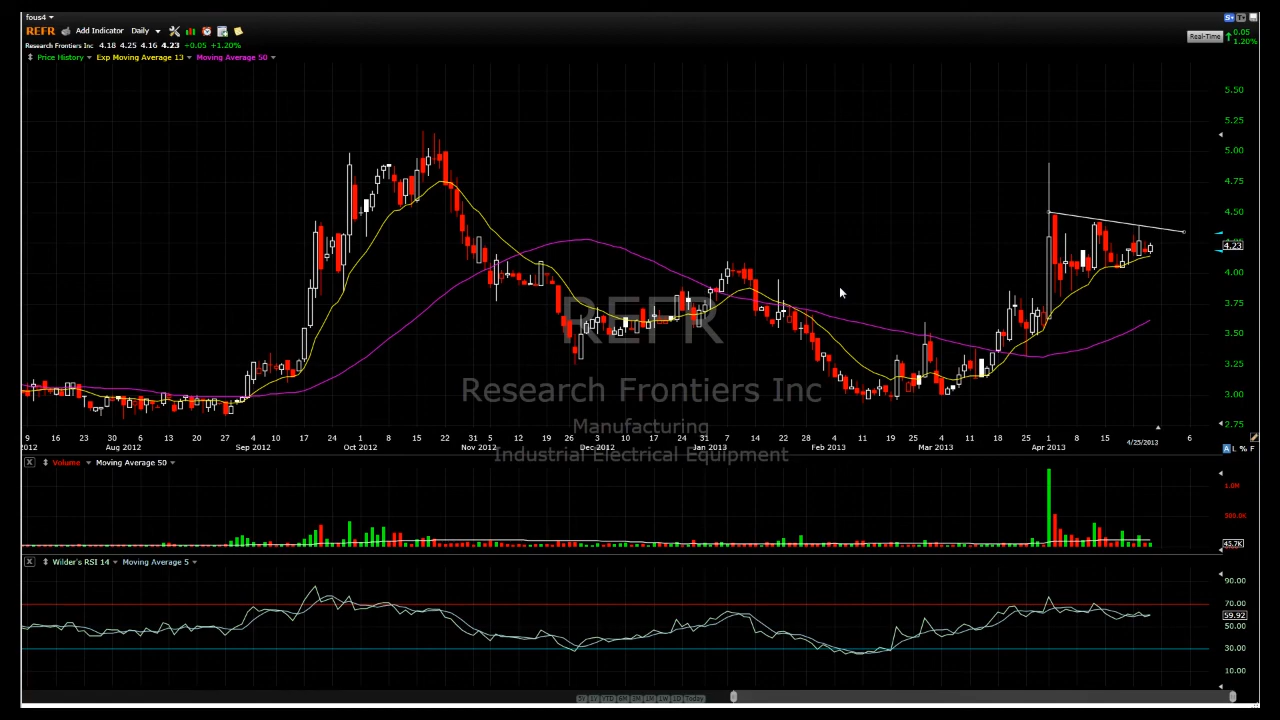 fous4
REFR Add Indicator Daily
Research Frontiers Inc 4.18 4.25 4.16 4.23 +0.05 +1.20%
Real-Time 0.05
1.20%
Price History Exp Moving Average 13 Moving Average 50
5.50
5.25
5.00
4.75
4.50
4.23
4.00
3.75
3.50
3.25
3.00
2.75
REFR
Research Frontiers Inc
Manufacturing
Industrial Electrical Equipment
9 16 23 30 6 13 20 27 4 10 17 24 1 8 15 22 31 5 12 19 26 3 10 17 24 31 7 14 22 28 4 11 19 25 4 11 18 25 1 8 15 4/25/2013 6
2012 Aug 2012 Sep 2012 Oct 2012 Nov 2012 Dec 2012 Jan 2013 Feb 2013 Mar 2013 Apr 2013
A L % F
Volume Moving Average 50
1.0M
500.0K
43.7K
Wilder's RSI 14 Moving Average 5
90.00
70.00
59.92
50.00
30.00
10.00
Today